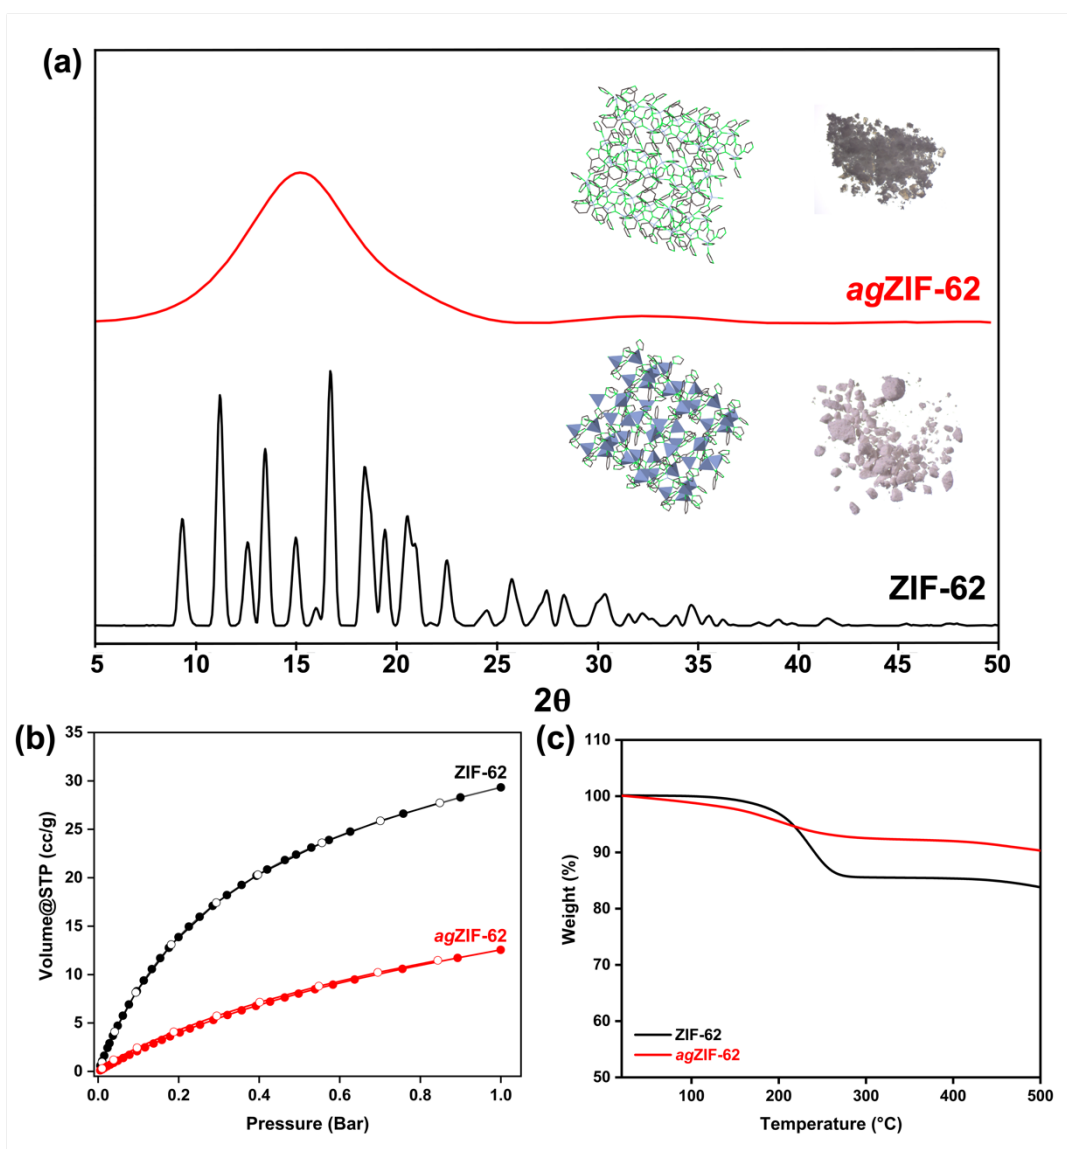 (a)
agZIF-62
ZIF-62
5 10 15 20 25 30 35 40 45 50
2θ
(b)
35
30
25
20
15
10
5
0
Volume@STP (cc/g)
ZIF-62
agZIF-62
0.0 0.2 0.4 0.6 0.8 1.0
Pressure (Bar)
(c)
110
100
90
80
70
60
50
Weight (%)
ZIF-62
agZIF-62
100 200 300 400 500
Temperature (°C)